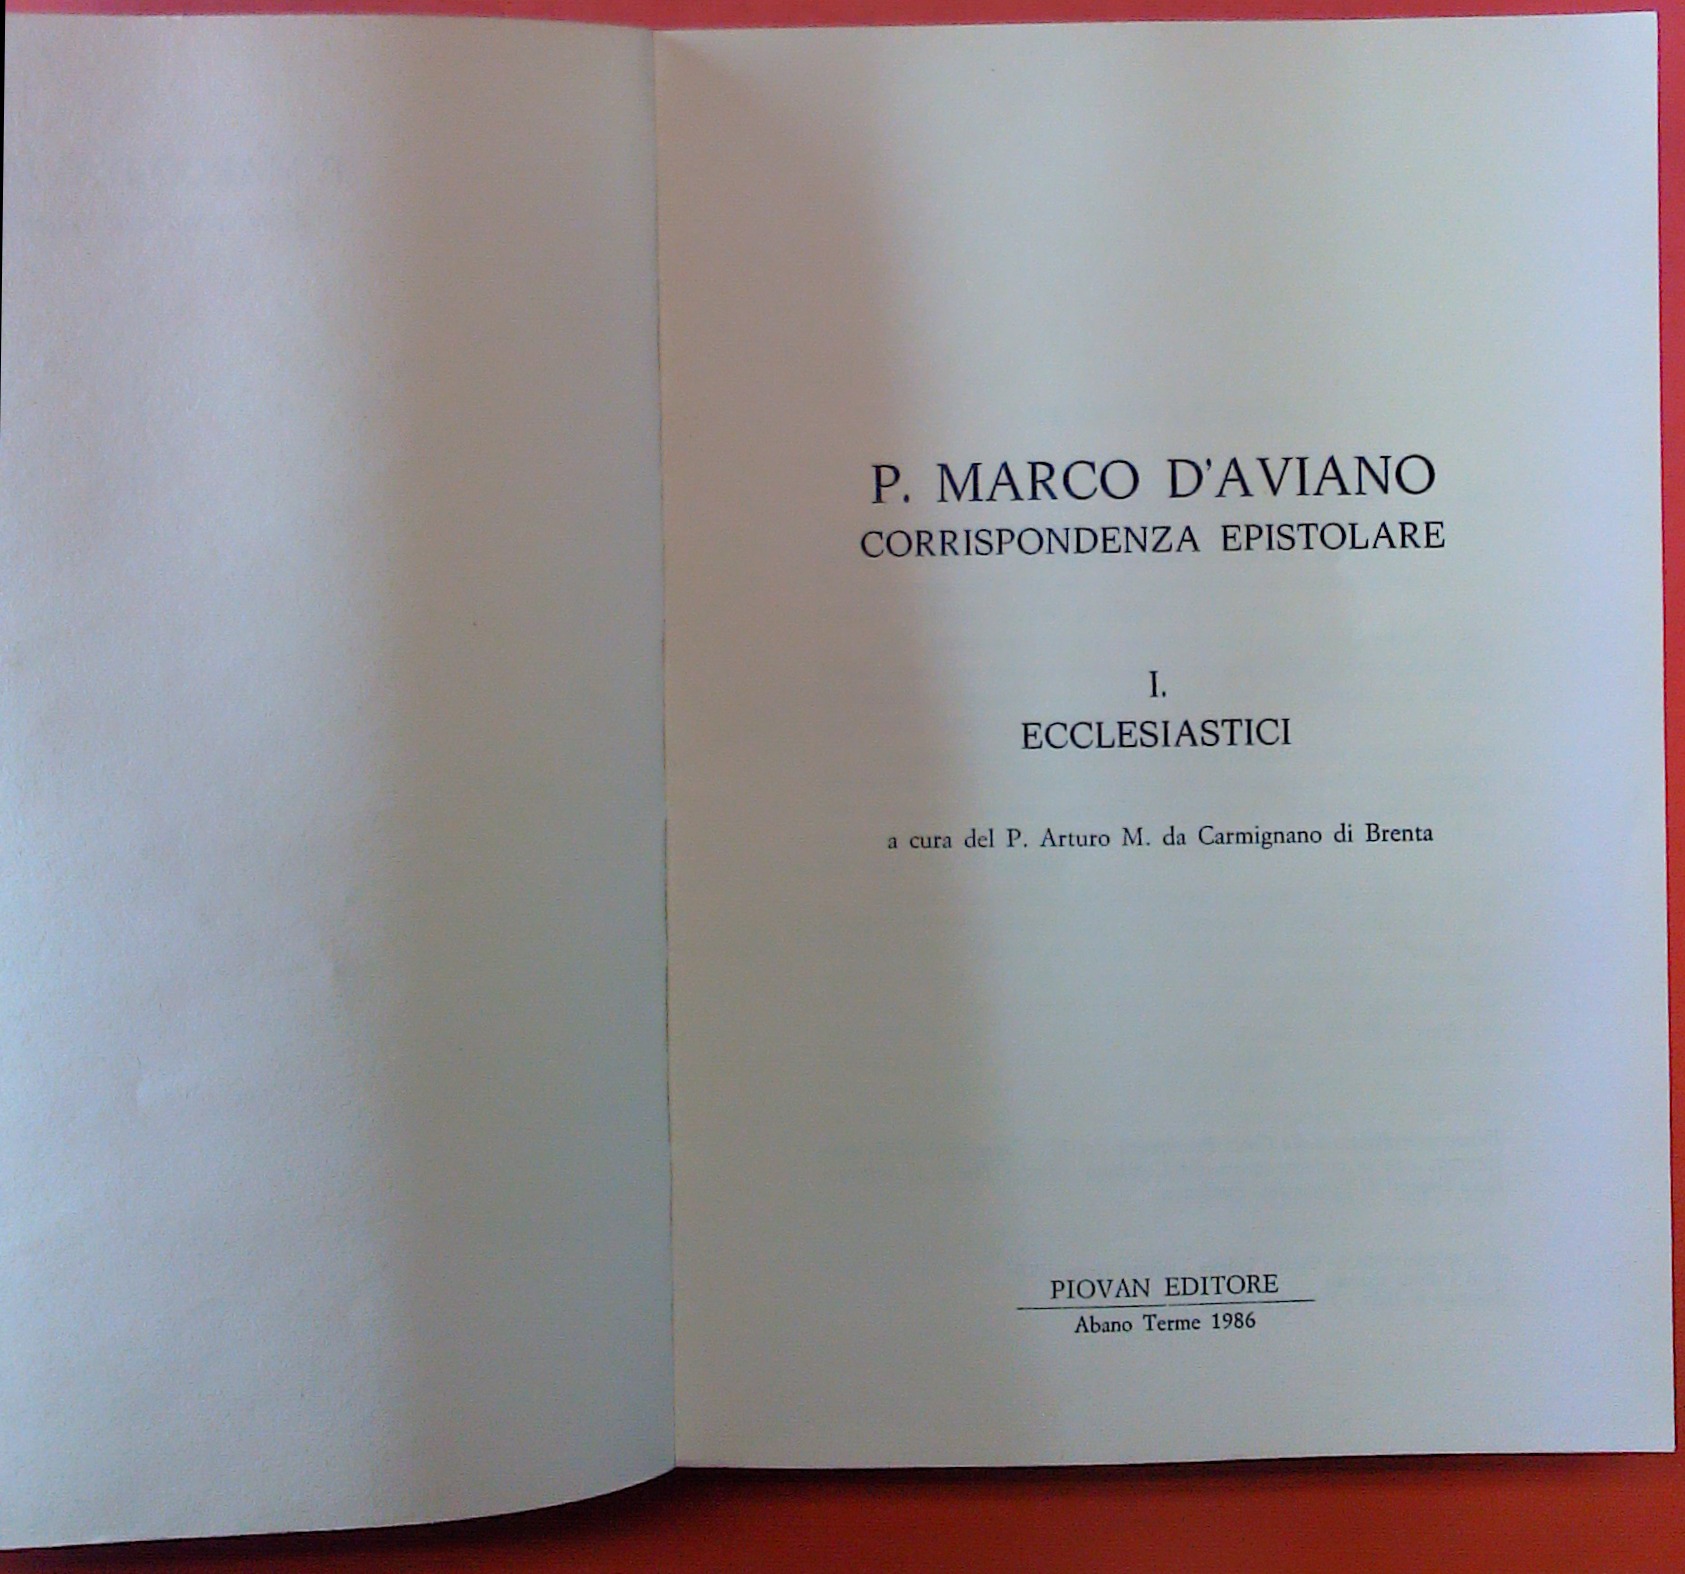 P. MARCO D'AVIANO
CORRISPONDENZA EPISTOLARE
I.
ECCLESIASTICI
a cura del P. Arturo M. da Carmignano di Brenta
PIOVAN EDITORE
Abano Terme 1986